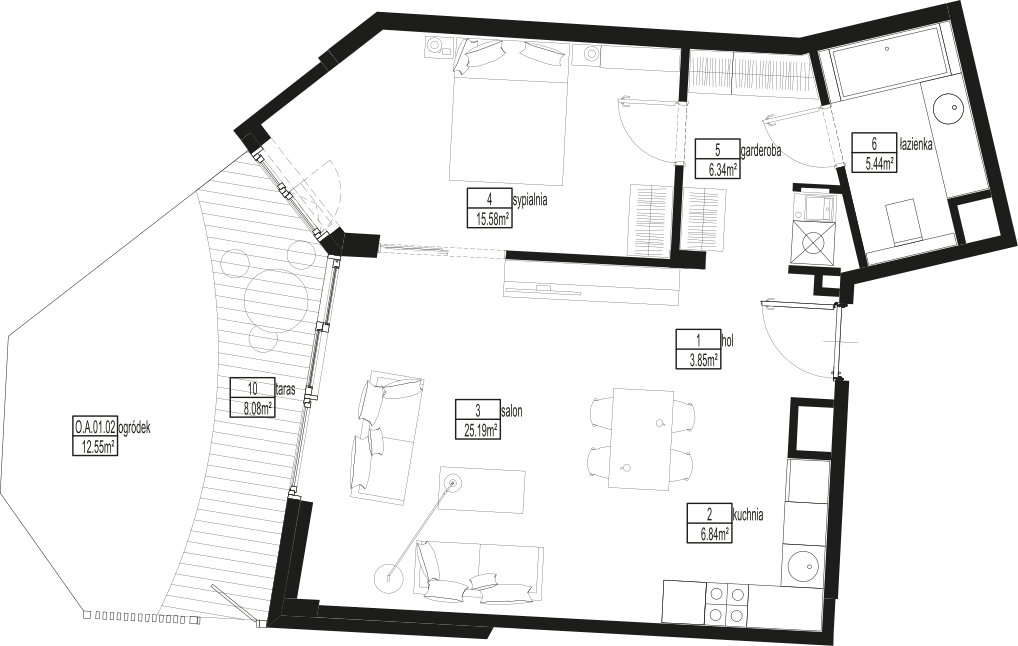 5
garderoba
6.34m²
6
łazienka
5.44m²
4
sypialnia
15.58m²
1
hol
3.85m²
10
taras
8.08m²
3
salon
25.19m²
O.A.01.02
ogródek
12.55m²
2
kuchnia
6.84m²